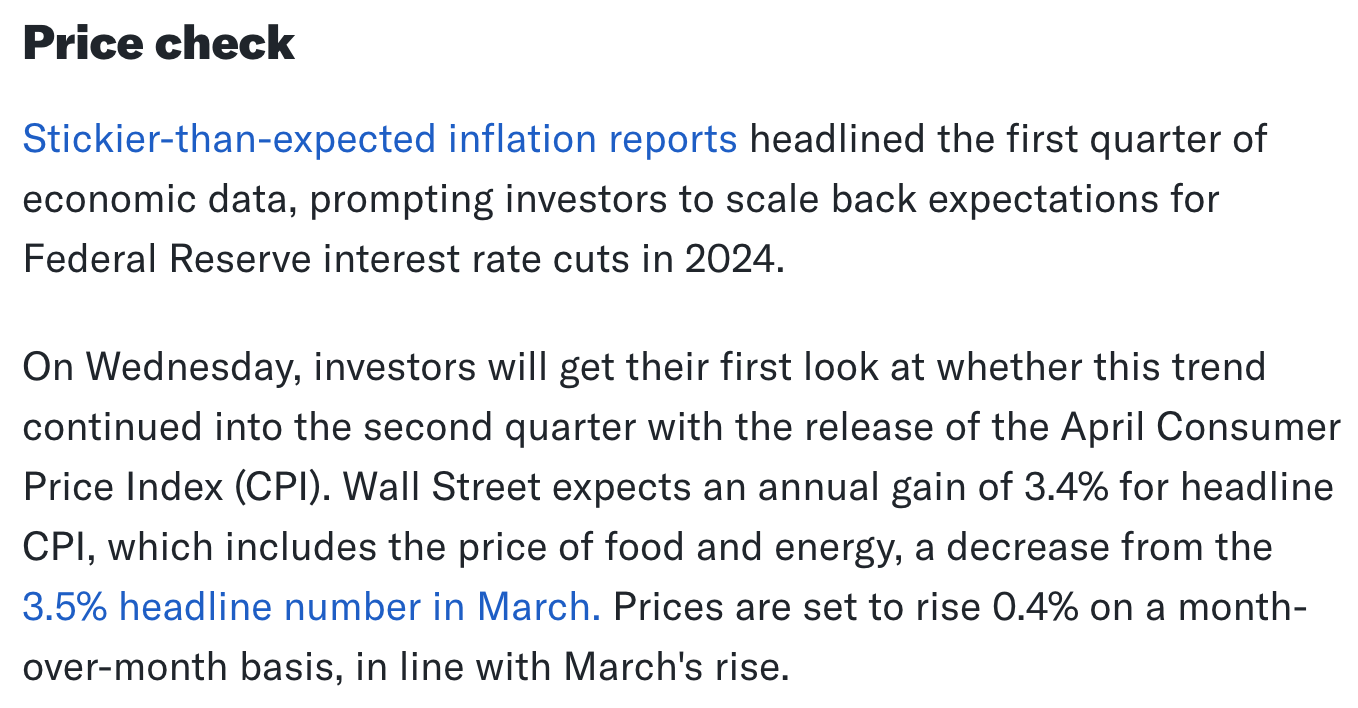 Price check
Stickier-than-expected inflation reports headlined the first quarter of
economic data, prompting investors to scale back expectations for
Federal Reserve interest rate cuts in 2024.
On Wednesday, investors will get their first look at whether this trend
continued into the second quarter with the release of the April Consumer
Price Index (CPI). Wall Street expects an annual gain of 3.4% for headline
CPI, which includes the price of food and energy, a decrease from the
3.5% headline number in March. Prices are set to rise 0.4% on a month-
over-month basis, in line with March's rise.